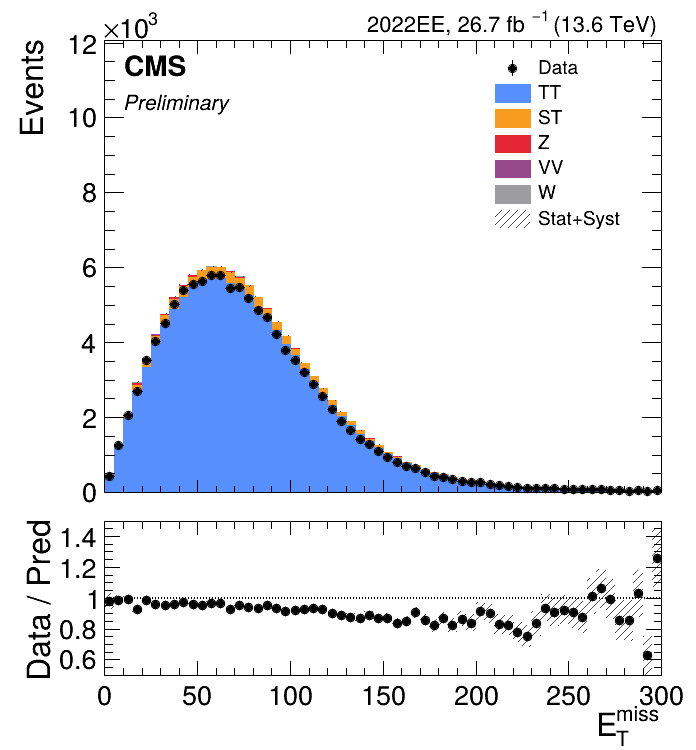 ×10³
2022EE, 26.7 fb ⁻¹ (13.6 TeV)
Events
12
10
8
6
4
2
0
CMS
Preliminary
Data
TT
ST
Z
VV
W
Stat+Syst
Data / Pred
1.4
1.2
1
0.8
0.6
0 50 100 150 200 250 300
E_T^miss